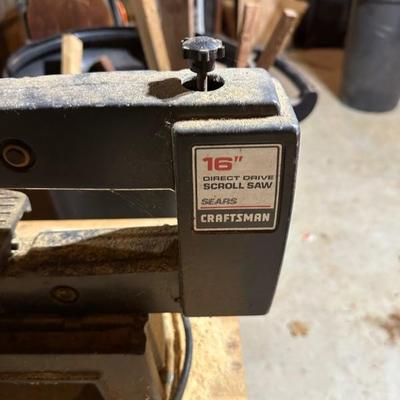 16"
DIRECT DRIVE
SCROLL SAW
SEARS
CRAFTSMAN